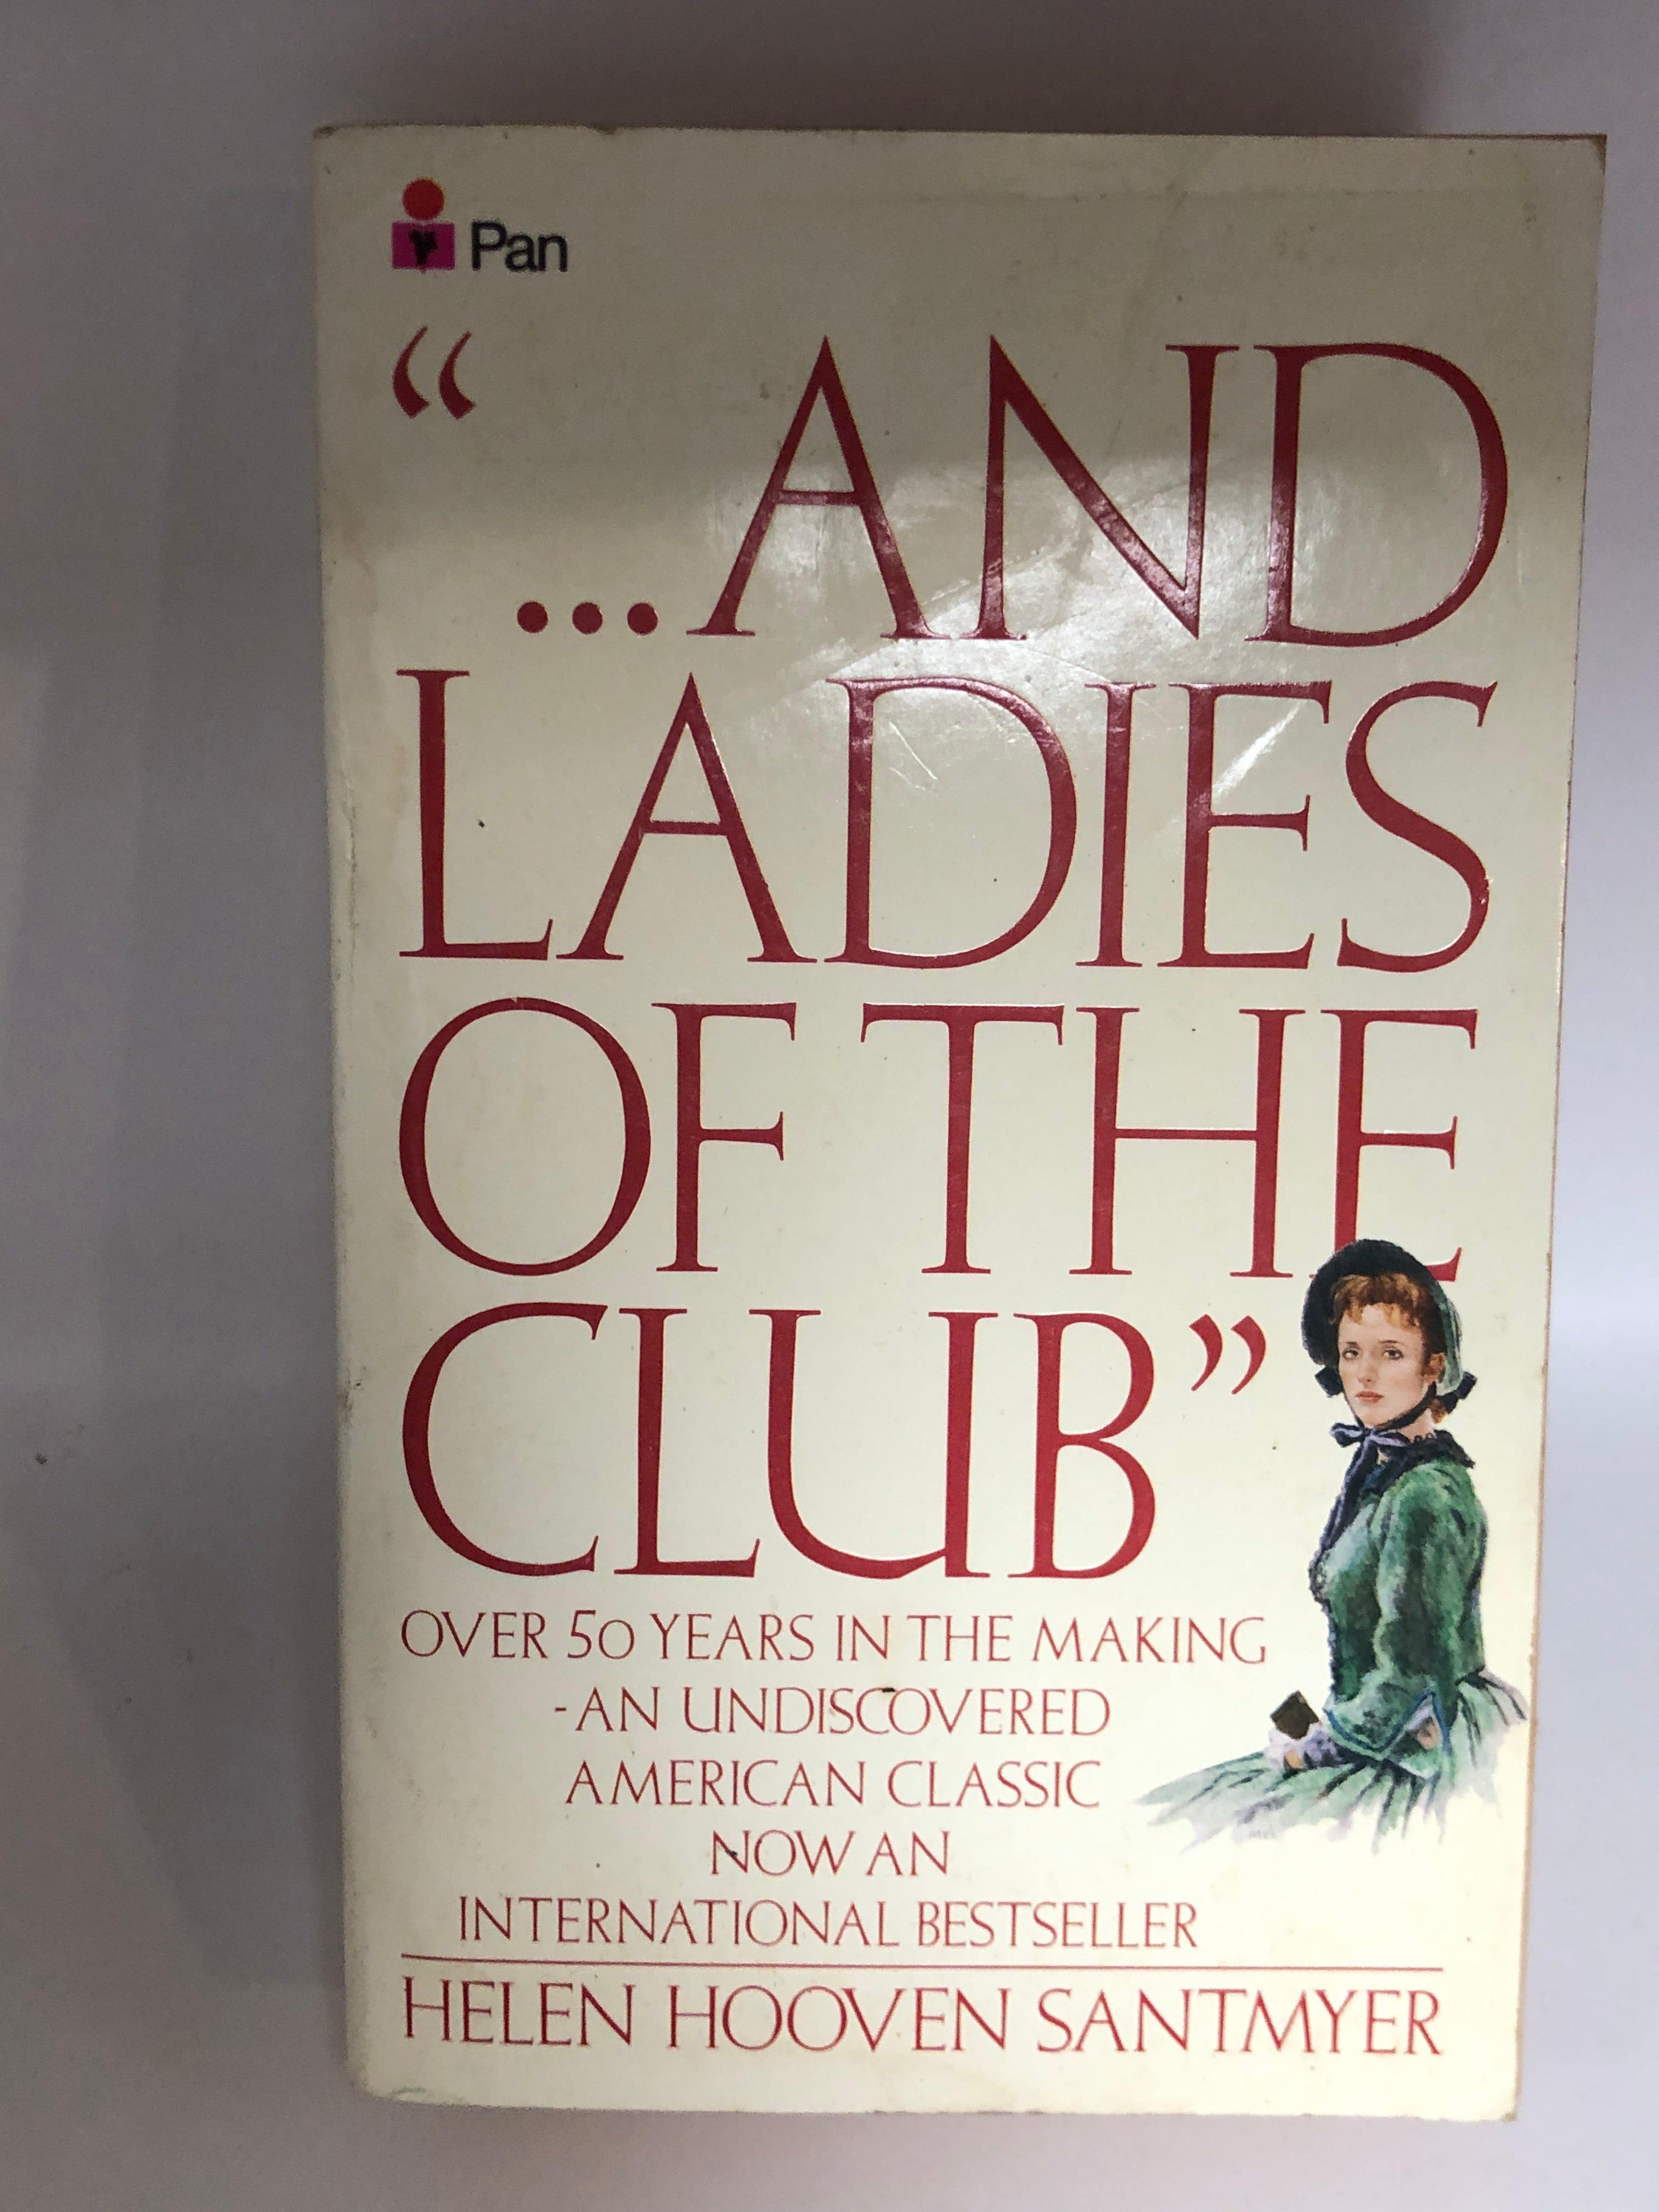 Pan
“
...AND
LADIES
OF THE
CLUB”
OVER 50 YEARS IN THE MAKING
-AN UNDISCOVERED
AMERICAN CLASSIC
NOW AN
INTERNATIONAL BESTSELLER
HELEN HOOVEN SANTMYER